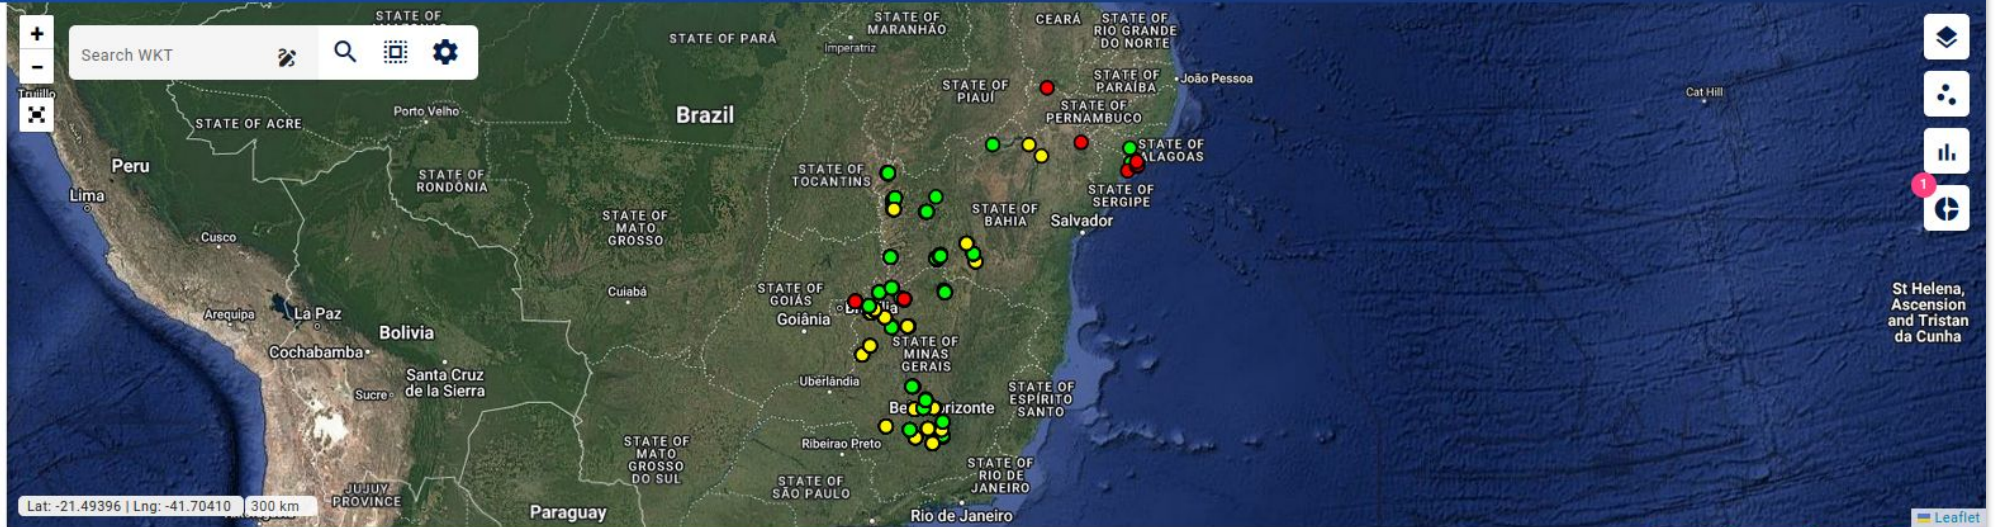 STATE OF
CEARÁ
STATE OF
MARANHÃO
STATE OF
RIO GRANDE
DO NORTE
+
Search WKT
−
STATE OF PARÁ
Imperatriz
Trujillo
STATE OF
PIAUÍ
STATE OF
PARAÍBA
João Pessoa
Cat Hill
Porto Velho
Brazil
STATE OF
PERNAMBUCO
STATE OF ACRE
STATE OF
ALAGOAS
Peru
STATE OF
TOCANTINS
STATE OF
RONDÔNIA
1
Lima
STATE OF
SERGIPE
STATE OF
MATO
GROSSO
STATE OF
BAHIA
Salvador
Cusco
STATE OF
GOIÁS
Cuiabá
St Helena,
Ascension
and Tristan
da Cunha
Arequipa
La Paz
Goiânia
Bolivia
Cochabamba
STATE OF
MINAS
GERAIS
Santa Cruz
de la Sierra
Sucre
Uberlândia
STATE OF
ESPÍRITO
SANTO
STATE OF
MATO
GROSSO
DO SUL
Ribeirao Preto
STATE OF
RIO DE
JANEIRO
STATE OF
SÃO PAULO
JUJUY
PROVINCE
Lat: -21.49396 | Lng: -41.70410
300 km
Paraguay
Rio de Janeiro
Leaflet